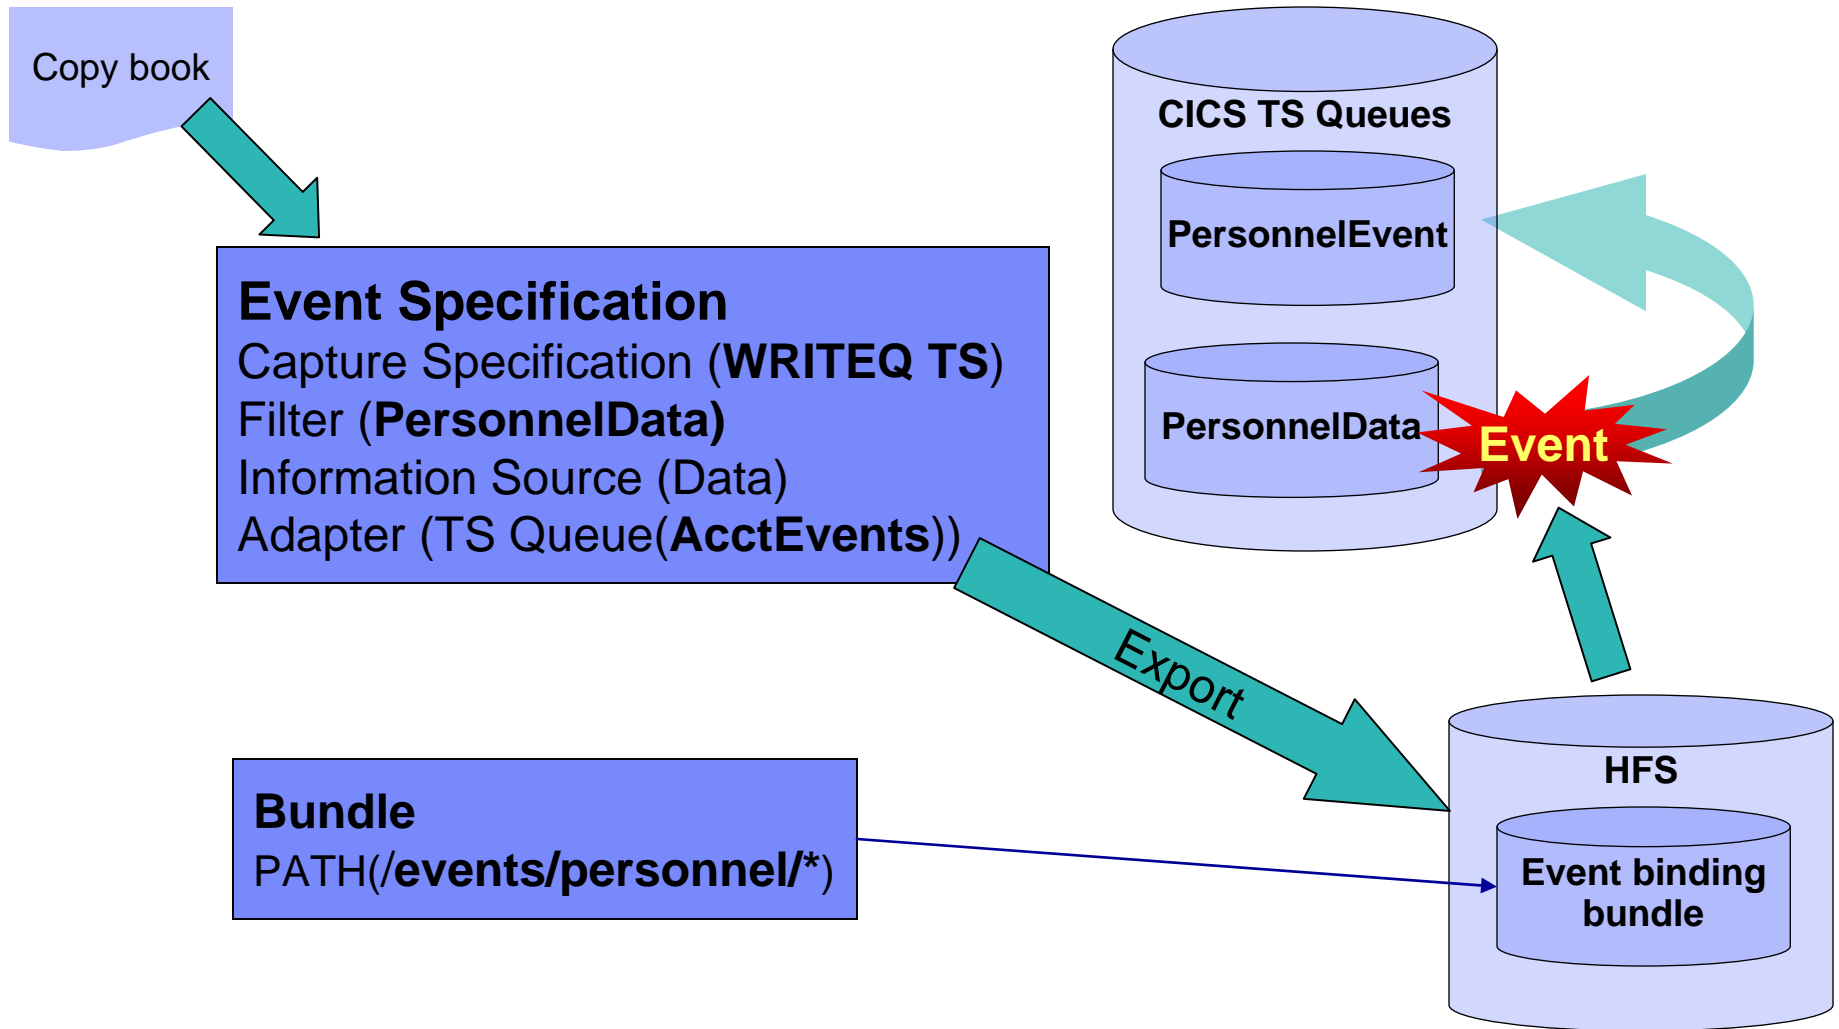 Copy book
CICS TS Queues
PersonnelEvent
Event Specification
Capture Specification (WRITEQ TS)
Filter (PersonnelData)
Information Source (Data)
Adapter (TS Queue(AcctEvents))
PersonnelData
Event
Export
HFS
Event binding
bundle
Bundle
PATH(/events/personnel/*)